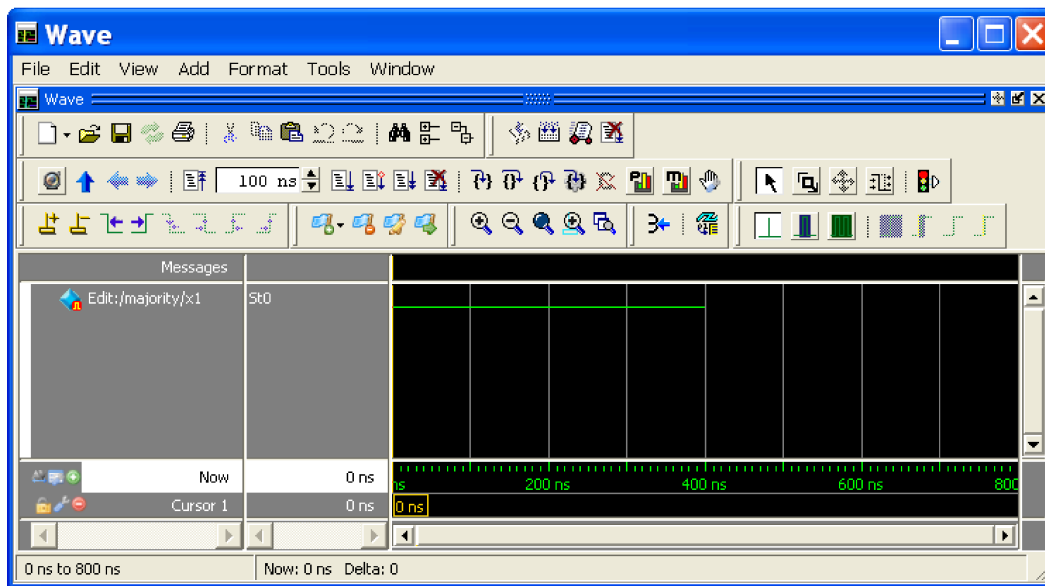 Wave
File Edit View Add Format Tools Window
Wave
100 ns
Messages
Edit:/majority/x1 St0
Now 0 ns
ns 200 ns 400 ns 600 ns 800
Cursor 1 0 ns 0 ns
0 ns to 800 ns Now: 0 ns Delta: 0